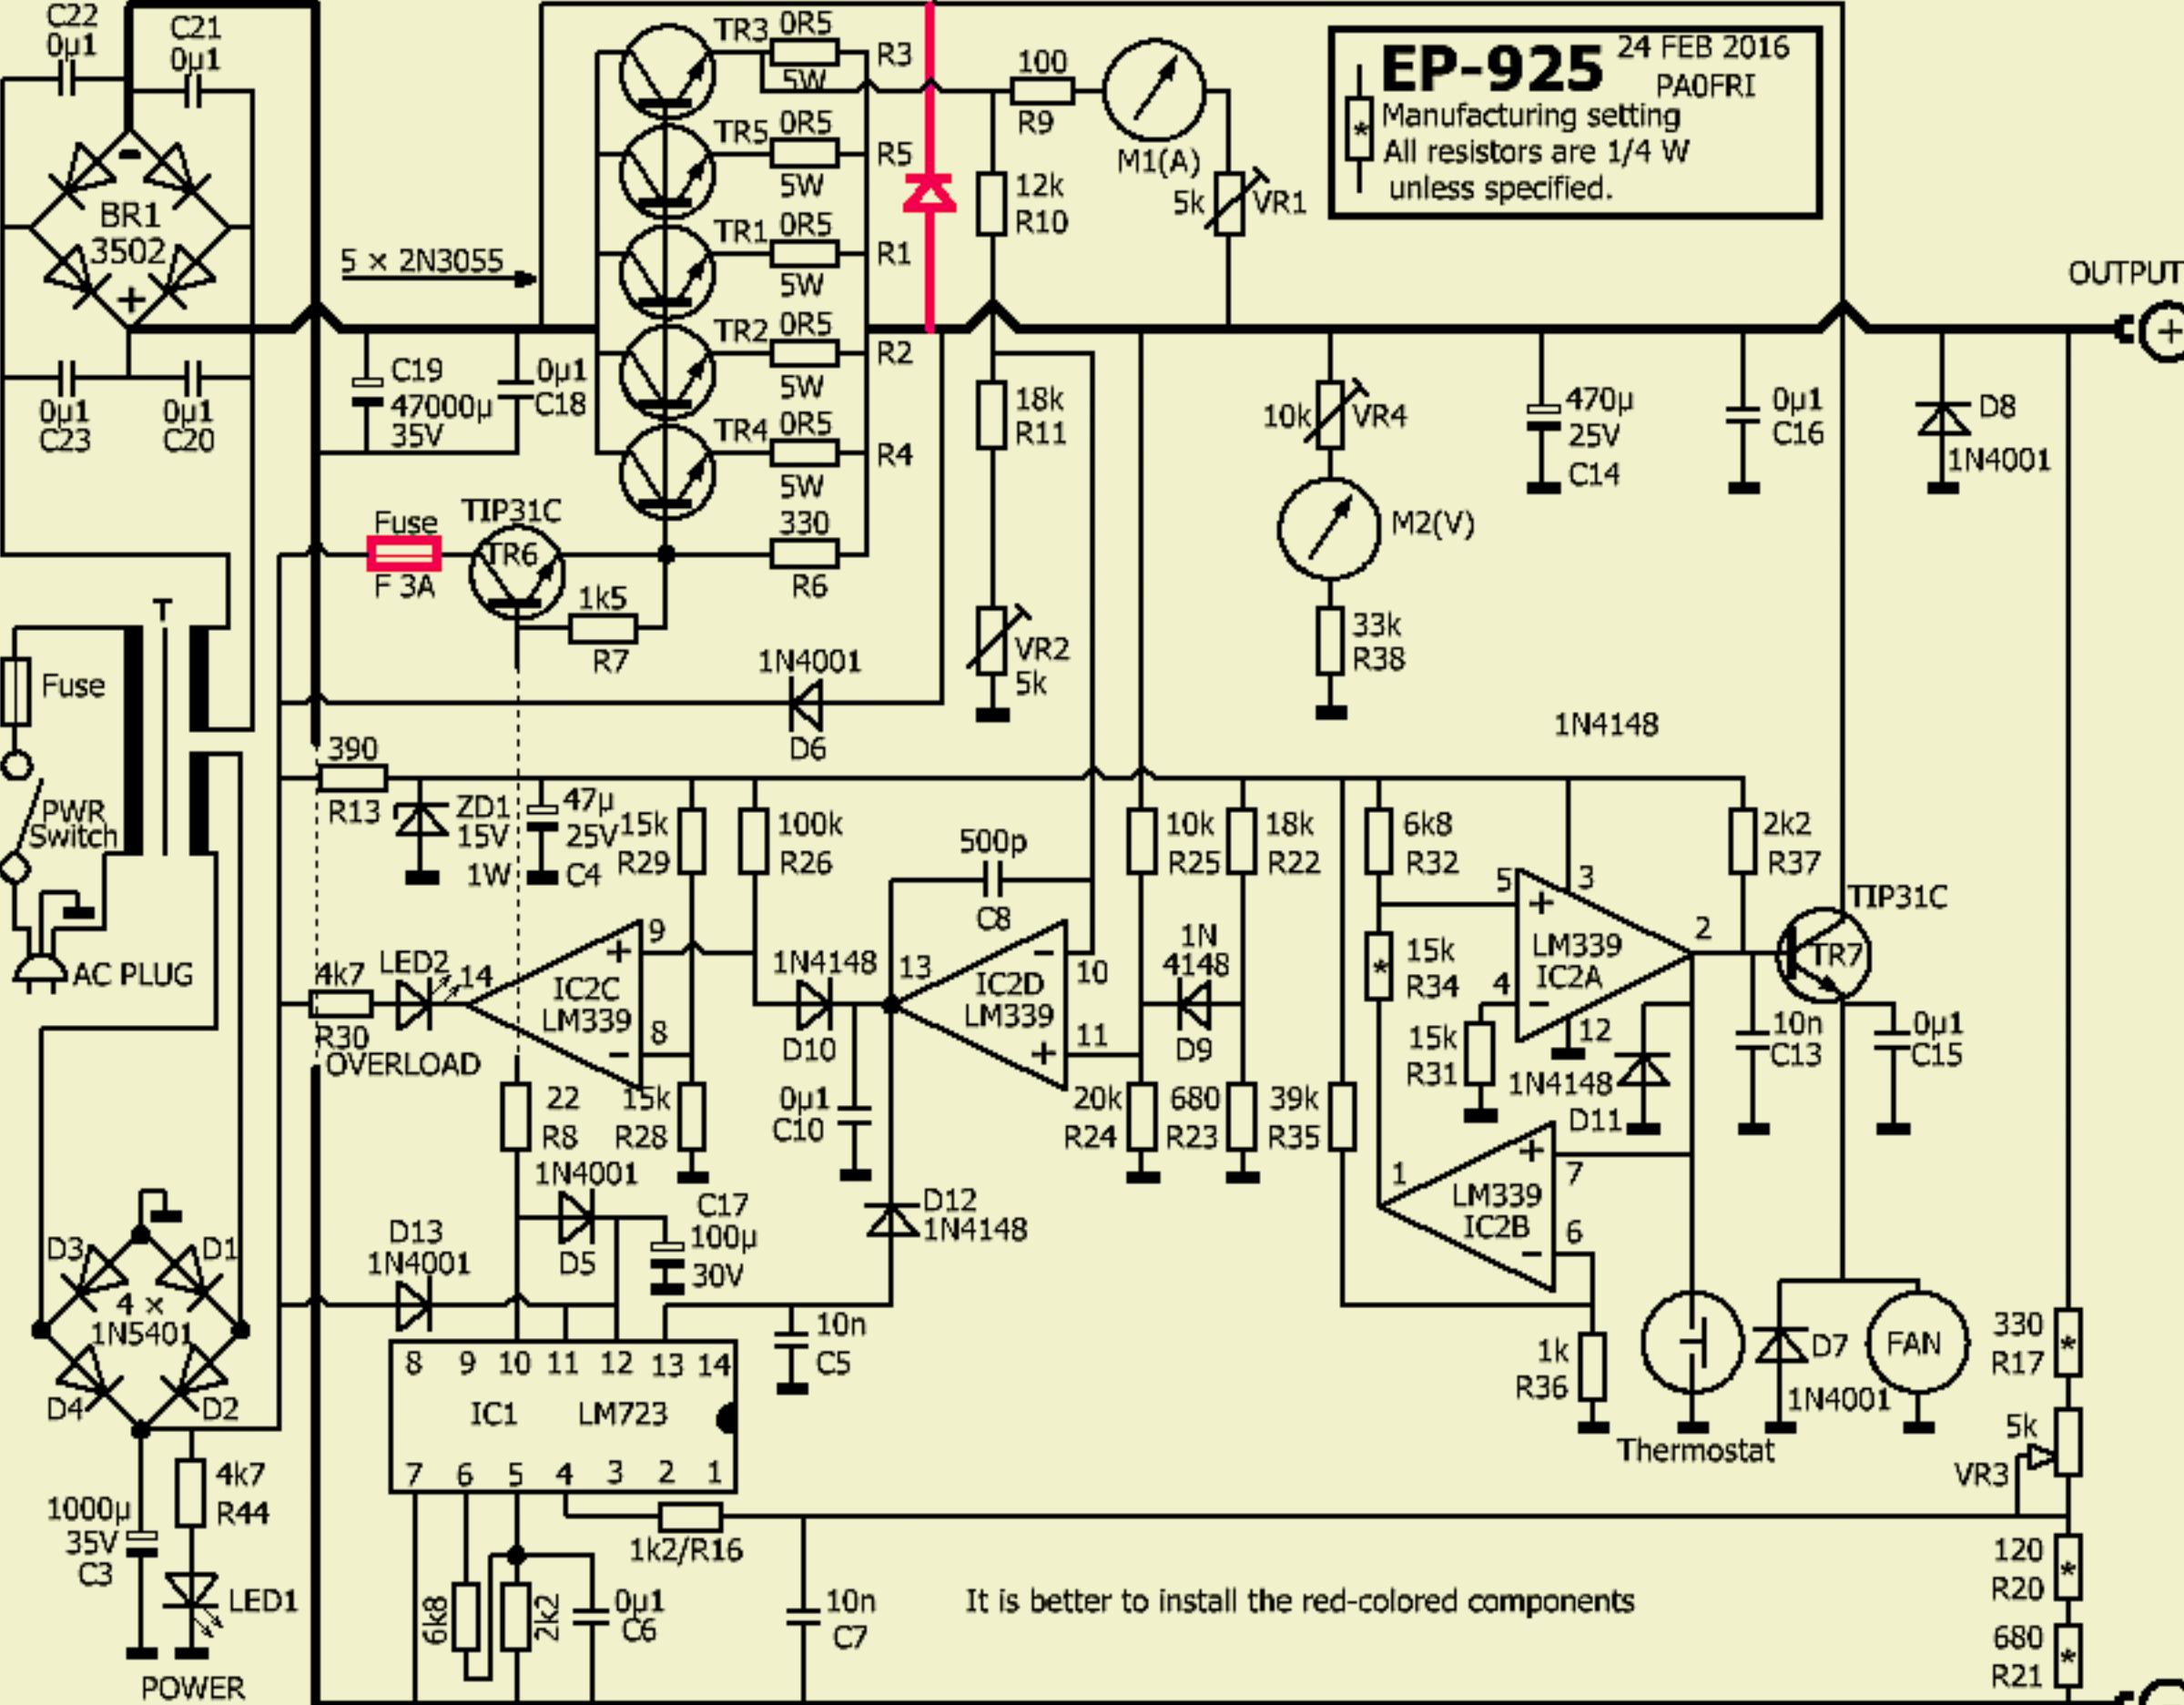 C22
0µ1
C21
0µ1
BR1
3502
-
+
0µ1
C23
0µ1
C20
5 × 2N3055
C19
47000µ
35V
0µ1
C18
TR3
0R5
5W
R3
TR5
0R5
5W
R5
TR1
0R5
5W
R1
TR2
0R5
5W
R2
TR4
0R5
5W
R4
330
R6
100
R9
M1(A)
12k
R10
5k
VR1
EP-925
24 FEB 2016
PA0FRI
*
Manufacturing setting
All resistors are 1/4 W
unless specified.
OUTPUT
+
18k
R11
10k
VR4
M2(V)
33k
R38
470µ
25V
C14
0µ1
C16
D8
1N4001
Fuse
F 3A
TIP31C
TR6
1k5
R7
VR2
5k
1N4001
D6
1N4148
T
Fuse
PWR
Switch
AC PLUG
390
R13
ZD1
15V
1W
47µ
25V
C4
15k
R29
100k
R26
500p
C8
10k
R25
18k
R22
6k8
R32
2k2
R37
TIP31C
TR7
4k7
R30
LED2
OVERLOAD
14
IC2C
LM339
+
9
-
8
1N4148
D10
13
IC2D
LM339
-
10
+
11
1N
4148
D9
*
15k
R34
5
+
3
LM339
IC2A
2
4
-
12
15k
R31
1N4148
D11
10n
C13
0µ1
C15
22
R8
15k
R28
0µ1
C10
20k
R24
680
R23
39k
R35
1N4001
D5
C17
100µ
30V
D12
1N4148
1
LM339
IC2B
+
7
-
6
D13
1N4001
D3
D1
4 ×
1N5401
D4
D2
10n
C5
1k
R36
Thermostat
D7
1N4001
FAN
330
R17
*
5k
VR3
8 9 10 11 12 13 14
IC1 LM723
7 6 5 4 3 2 1
4k7
R44
1000µ
35V
C3
LED1
POWER
1k2/R16
6k8
2k2
0µ1
C6
10n
C7
It is better to install the red-colored components
120
R20
*
680
R21
*